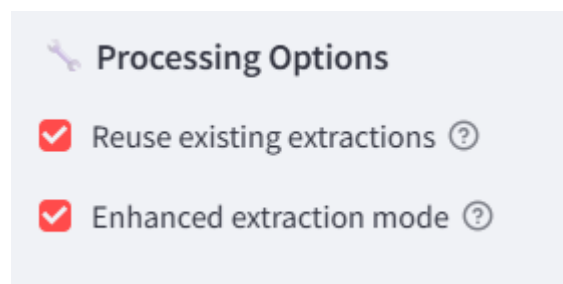 Processing Options
Reuse existing extractions ?
Enhanced extraction mode ?